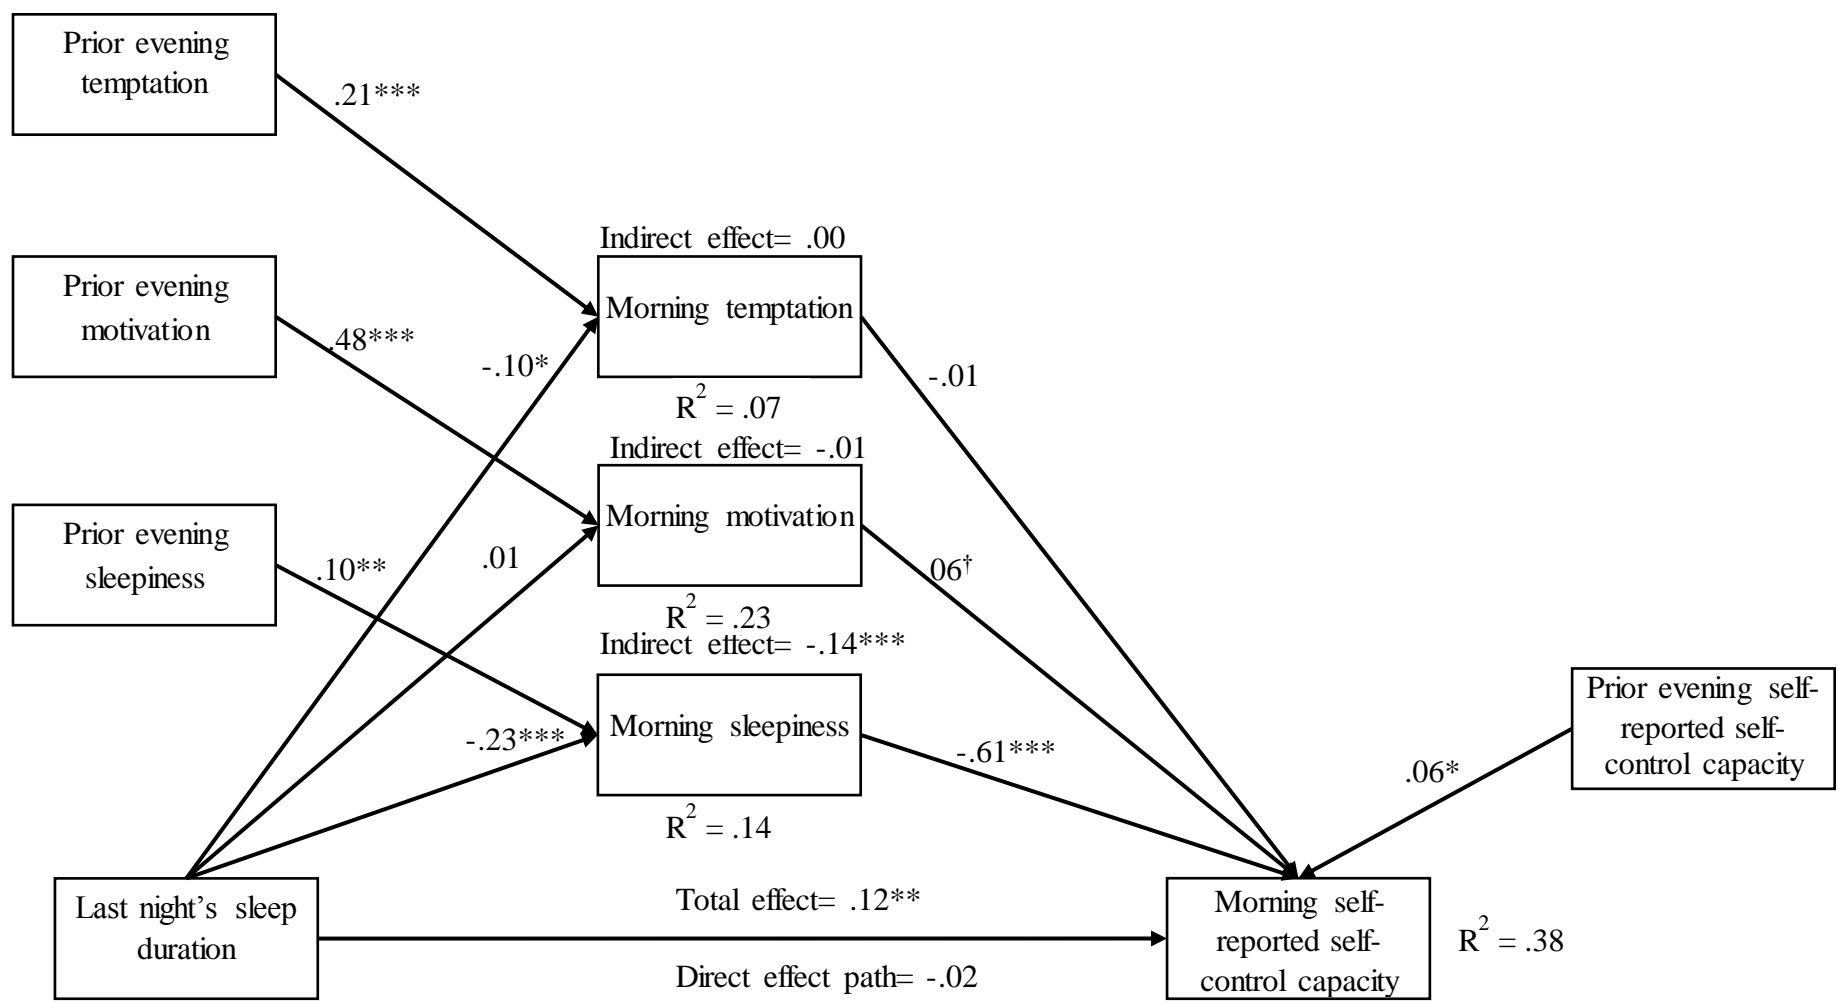 Prior evening
temptation
.21***
Prior evening
motivation
.48***
Prior evening
sleepiness
.10**
Indirect effect= .00
Morning temptation
R2 = .07
-.10*
-.01
Indirect effect= -.01
Morning motivation
R2 = .23
.01
06†
Indirect effect= -.14***
Morning sleepiness
R2 = .14
-.23***
-.61***
Prior evening self-
reported self-
control capacity
.06*
Last night’s sleep
duration
Total effect= .12**
Direct effect path= -.02
Morning self-
reported self-
control capacity
R2 = .38